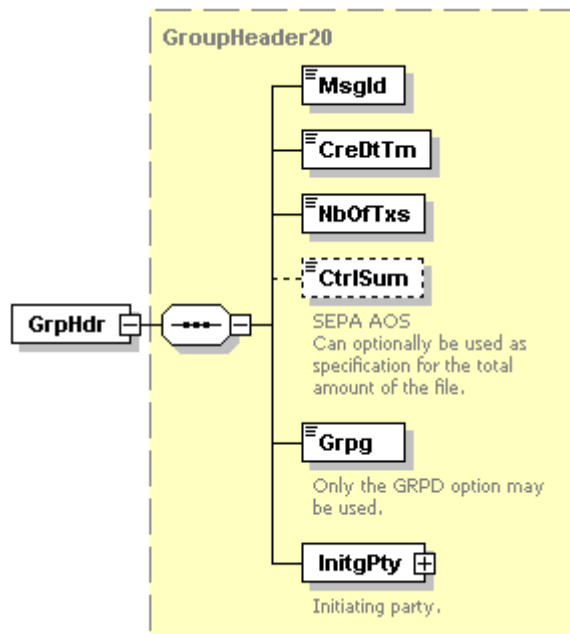 GroupHeader20
MsgId
CreDtTm
NbOfTxs
CtrlSum
SEPA AOS
Can optionally be used as
specification for the total
amount of the file.
GrpHdr
Grpg
Only the GRPD option may
be used.
InitgPty
Initiating party.